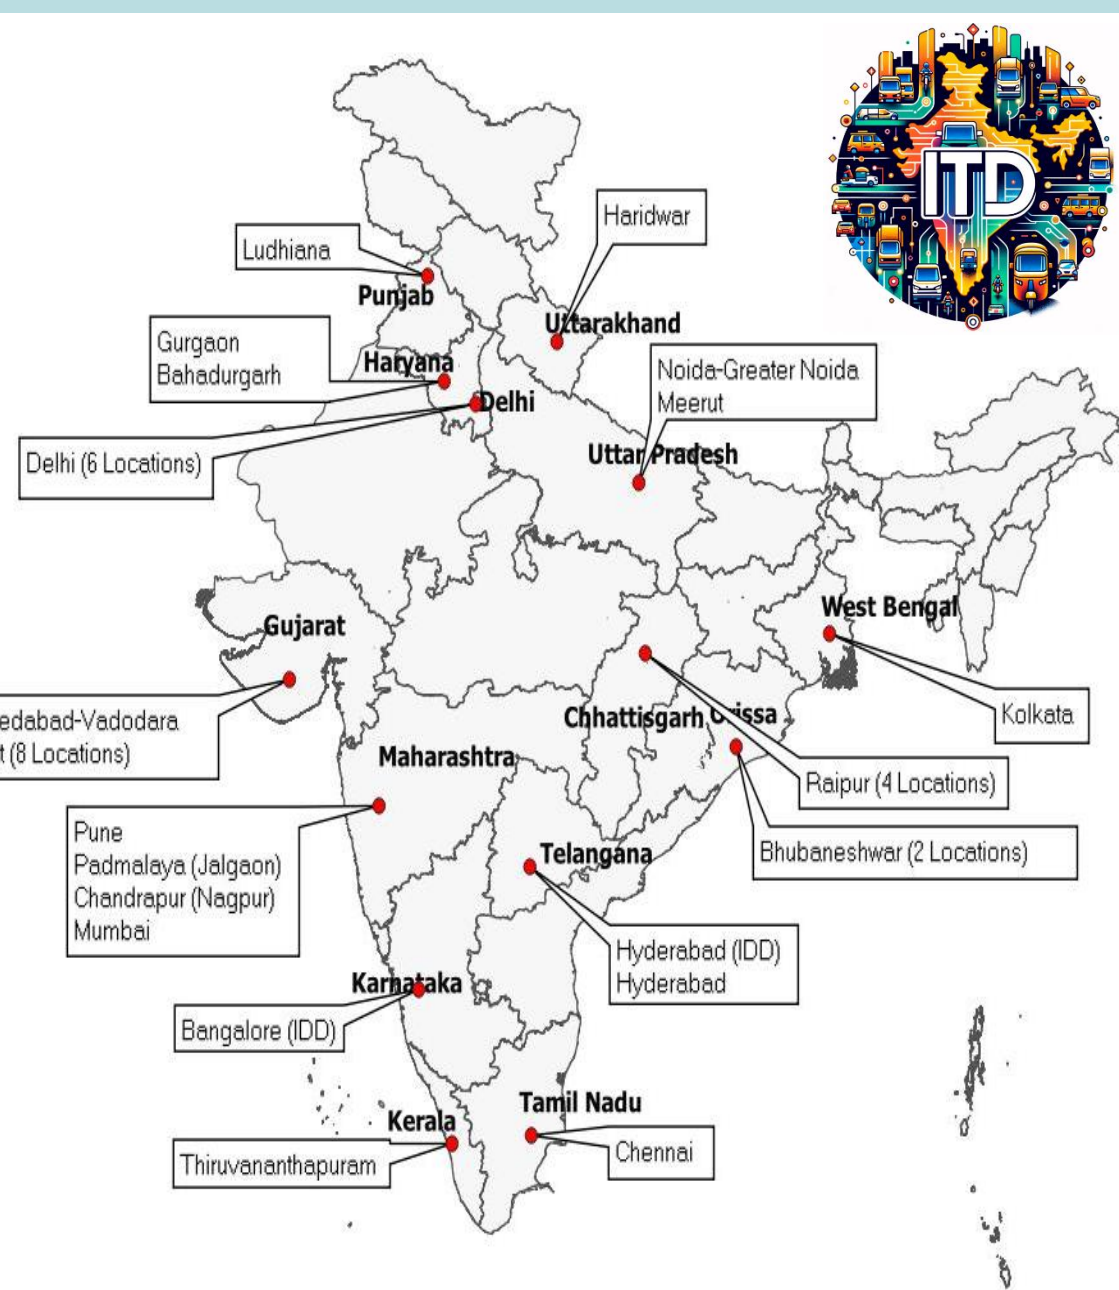 ITD
Haridwar
Ludhiana
Punjab
Uttarakhand
Gurgaon
Bahadurgarh
Haryana
Noida-Greater Noida
Meerut
Delhi
Delhi (6 Locations)
Uttar Pradesh
West Bengal
Gujarat
edabad-Vadodara
t (8 Locations)
Kolkata
Chhattisgarh
Orissa
Maharashtra
Raipur (4 Locations)
Pune
Padmalaya (Jalgaon)
Chandrapur (Nagpur)
Mumbai
Telangana
Bhubaneshwar (2 Locations)
Hyderabad (IDD)
Hyderabad
Karnataka
Bangalore (IDD)
Tamil Nadu
Kerala
Chennai
Thiruvananthapuram